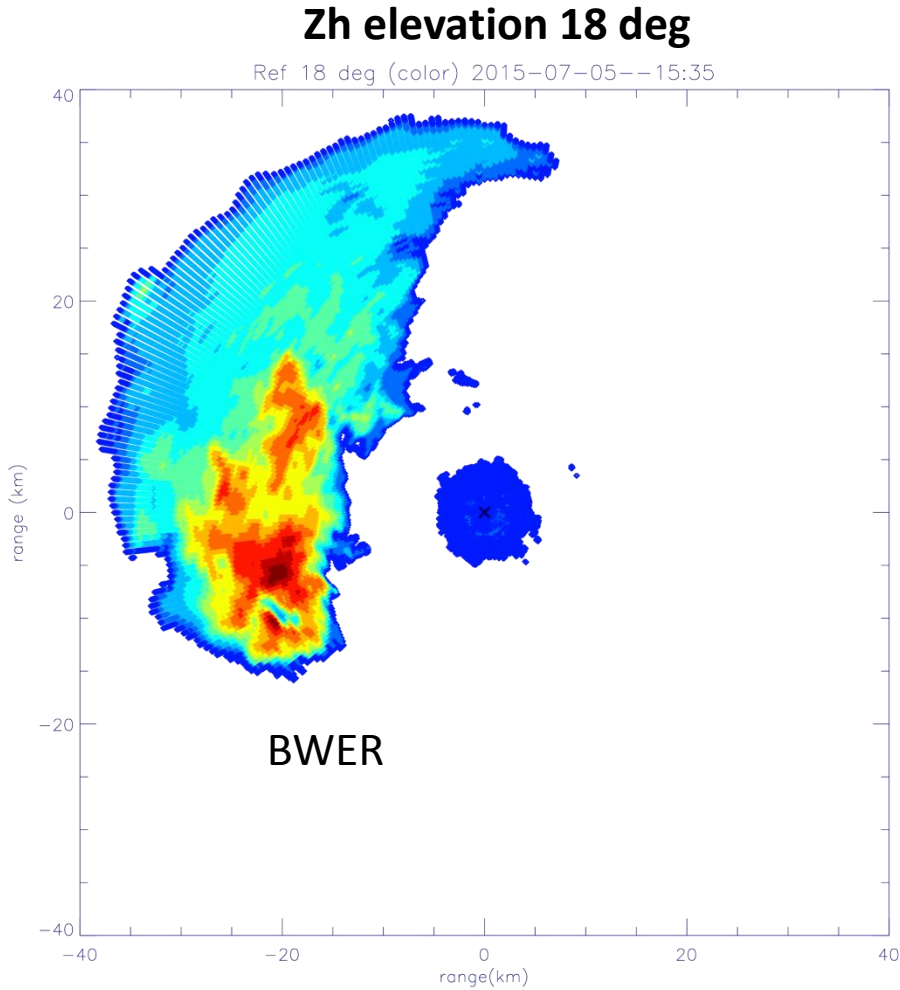 Zh elevation 18 deg
Ref 18 deg (color) 2015-07-05--15:35
40
20
0
-20
-40
range (km)
BWER
-40 -20 0 20 40
range(km)